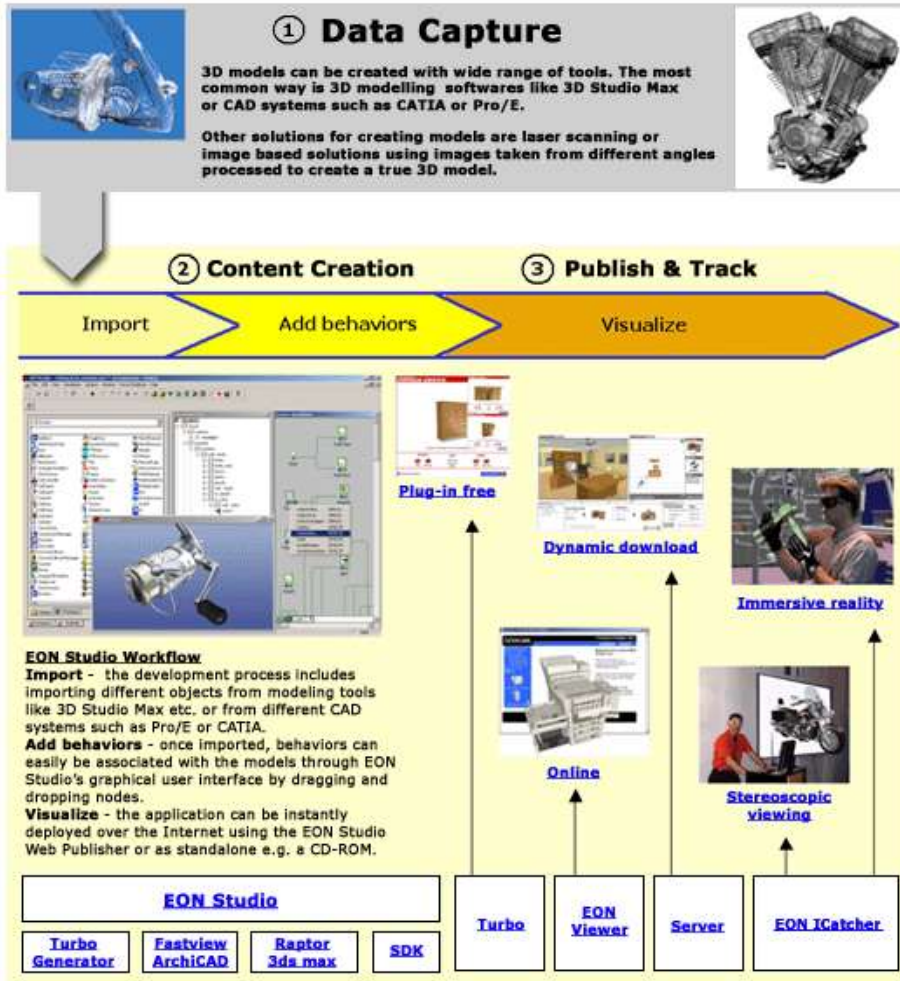 ① Data Capture
3D models can be created with wide range of tools. The most
common way is 3D modelling softwares like 3D Studio Max
or CAD systems such as CATIA or Pro/E.
Other solutions for creating models are laser scanning or
image based solutions using images taken from different angles
processed to create a true 3D model.
② Content Creation
③ Publish & Track
Import
Add behaviors
Visualize
Plug-in free
Dynamic download
Immersive reality
EON Studio Workflow
Import - the development process includes
importing different objects from modeling tools
like 3D Studio Max etc. or from different CAD
systems such as Pro/E or CATIA.
Add behaviors - once imported, behaviors can
easily be associated with the models through EON
Studio's graphical user interface by dragging and
dropping nodes.
Visualize - the application can be instantly
deployed over the Internet using the EON Studio
Web Publisher or as standalone e.g. a CD-ROM.
Online
Stereoscopic
viewing
EON Studio
Turbo
Generator
Fastview
ArchiCAD
Raptor
3ds max
SDK
Turbo
EON
Viewer
Server
EON ICatcher